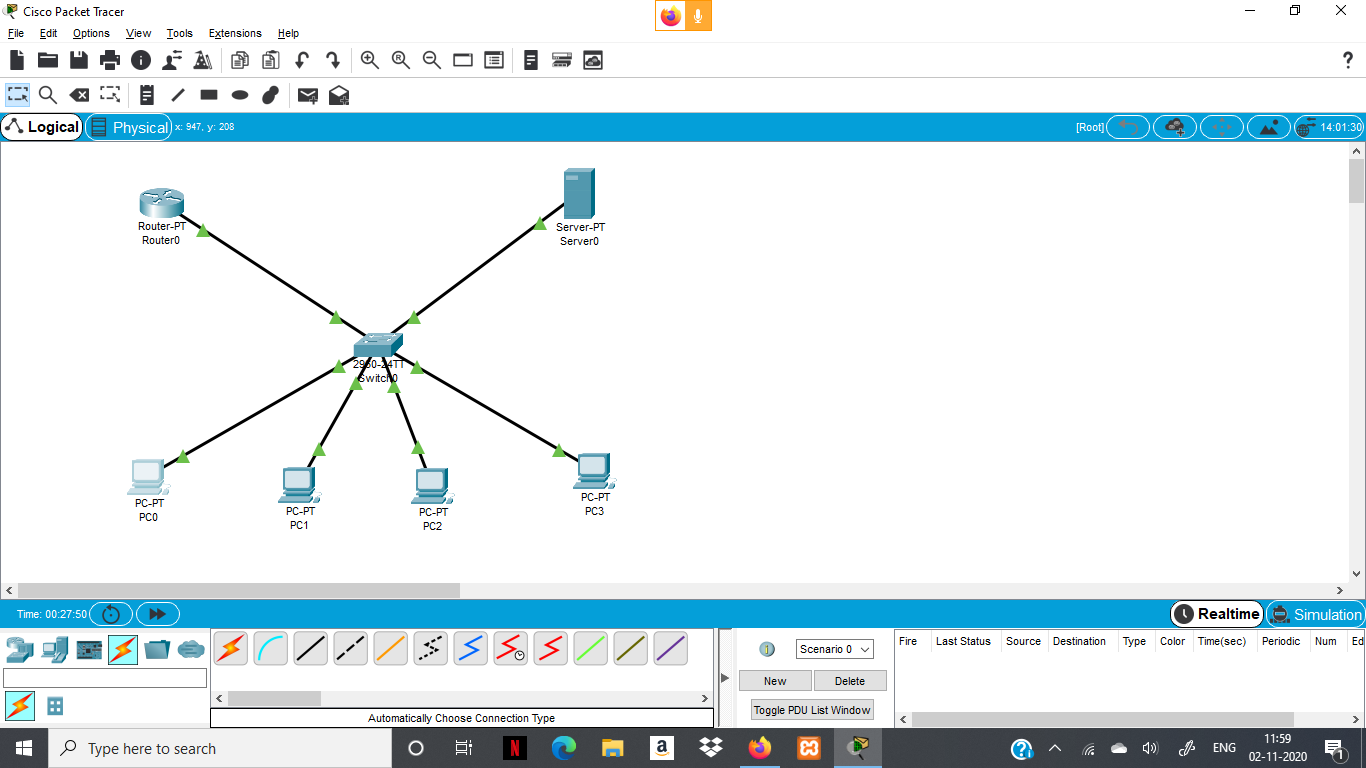 Cisco Packet Tracer
File Edit Options View Tools Extensions Help
?
Logical Physical x: 947, y: 208 [Root] 14:01:30
Router-PT
Router0
Server-PT
Server0
2950-24TT
Switch0
PC-PT
PC0
PC-PT
PC1
PC-PT
PC2
PC-PT
PC3
Time: 00:27:50 Realtime Simulation
Scenario 0
New Delete
Toggle PDU List Window
Fire Last Status Source Destination Type Color Time(sec) Periodic Num Ed
Automatically Choose Connection Type
Type here to search
N
a
ENG
11:59
02-11-2020
1